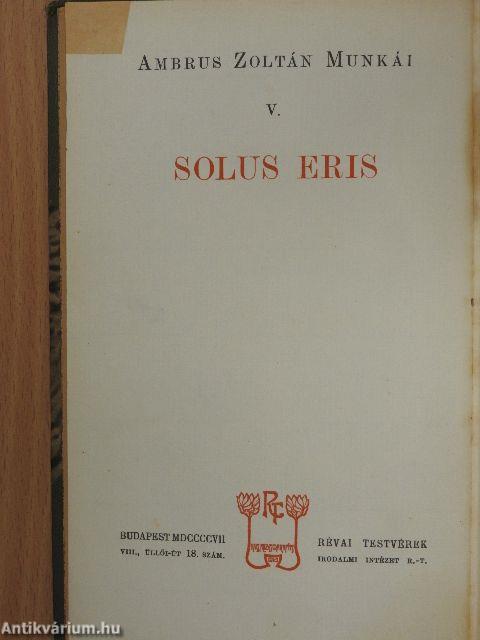 AMBRUS ZOLTÁN MUNKÁI
V.
SOLUS ERIS
BUDAPEST MDCCCCVII
VIII., ÜLLŐI-ÚT 18. SZÁM.
RÉVAI TESTVÉREK
IRODALMI INTÉZET R.-T.
Antikvárium.hu